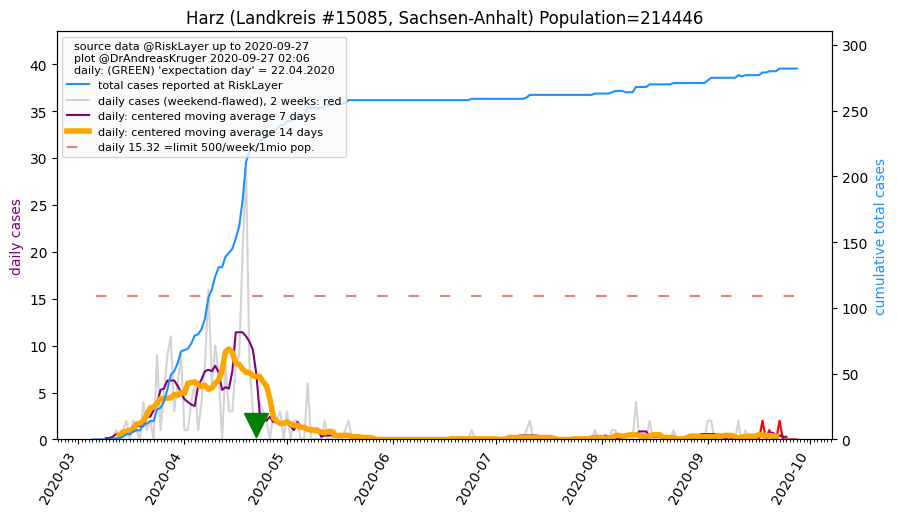 Harz (Landkreis #15085, Sachsen-Anhalt) Population=214446
source data @RiskLayer up to 2020-09-27
plot @DrAndreasKruger 2020-09-27 02:06
daily: (GREEN) 'expectation day' = 22.04.2020
total cases reported at RiskLayer
daily cases (weekend-flawed), 2 weeks: red
daily: centered moving average 7 days
daily: centered moving average 14 days
daily 15.32 =limit 500/week/1mio pop.
daily cases
40
35
30
25
20
15
10
5
0
cumulative total cases
300
250
200
150
100
50
0
2020-03
2020-04
2020-05
2020-06
2020-07
2020-08
2020-09
2020-10